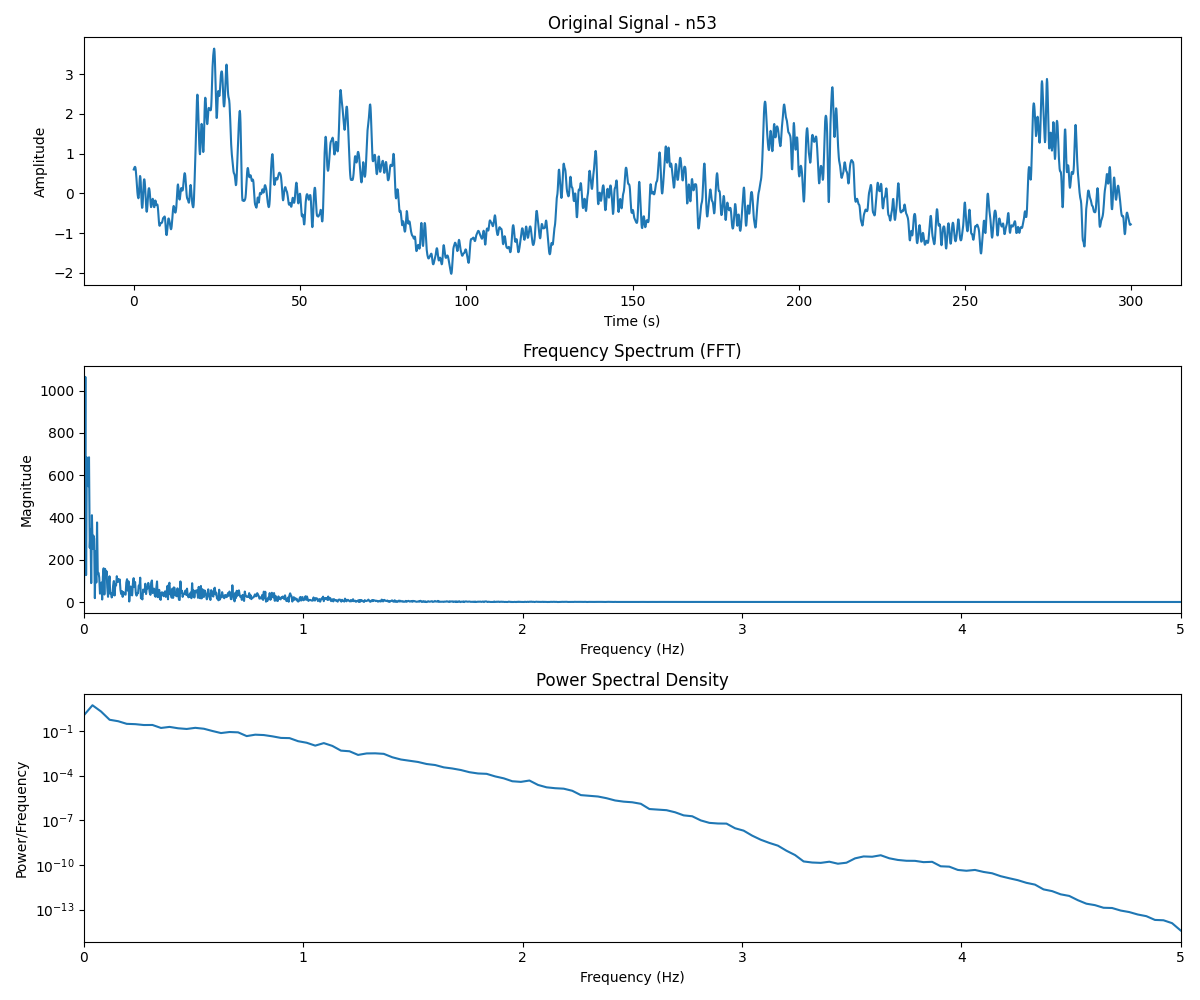 Original Signal - n53
Amplitude
3
2
1
0
−1
−2
0 50 100 150 200 250 300
Time (s)
Frequency Spectrum (FFT)
Magnitude
1000
800
600
400
200
0
0 1 2 3 4 5
Frequency (Hz)
Power Spectral Density
Power/Frequency
10⁻¹
10⁻⁴
10⁻⁷
10⁻¹⁰
10⁻¹³
0 1 2 3 4 5
Frequency (Hz)